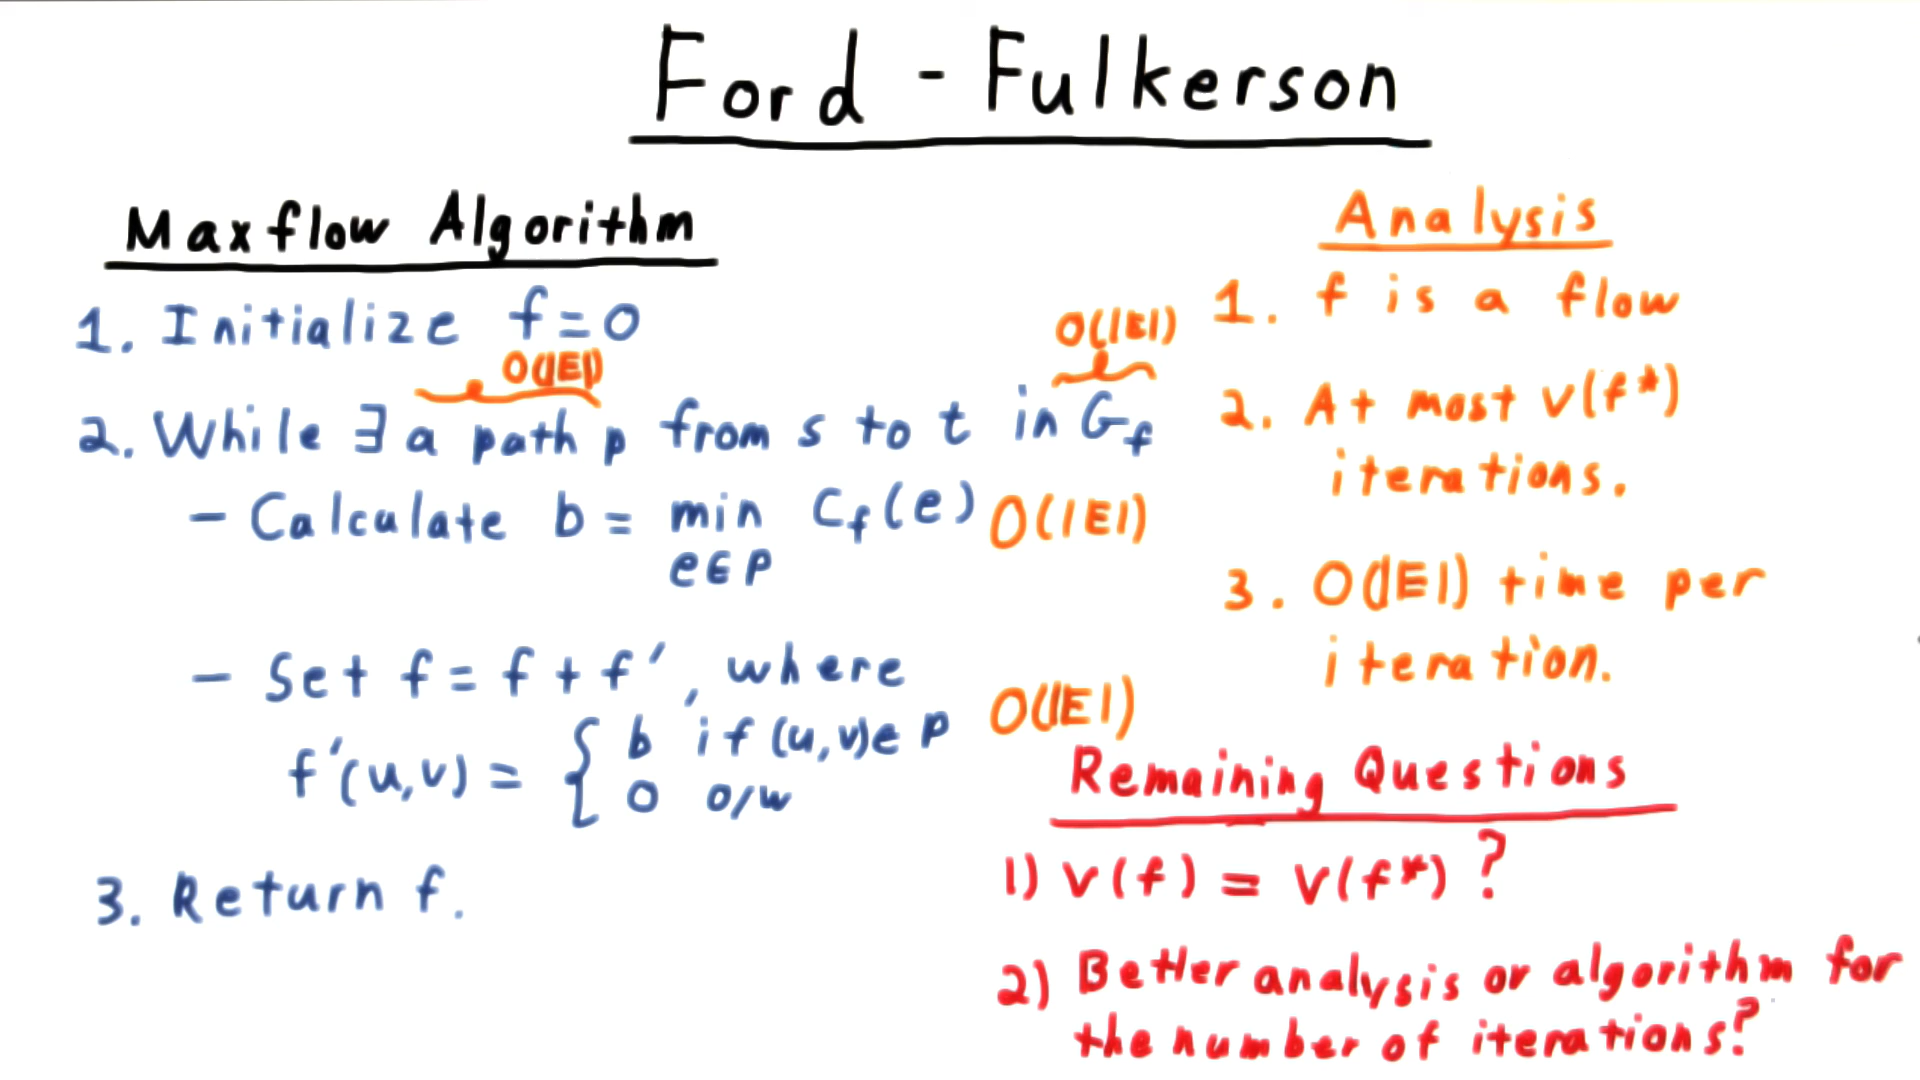 Ford - Fulkerson
Maxflow Algorithm
1. Initialize f = 0
O(|E|)
O(|E|)
2. While ∃ a path p from s to t in G_f
- Calculate b = min c_f(e) O(|E|)
e∈p
- Set f = f + f', where
O(|E|)
f'(u,v) = { b if (u,v)∈p
0 o/w
3. Return f.
Analysis
1. f is a flow
2. At most v(f*)
iterations.
3. O(|E|) time per
iteration.
Remaining Questions
1) v(f) = v(f*) ?
2) Better analysis or algorithm for
the number of iterations?